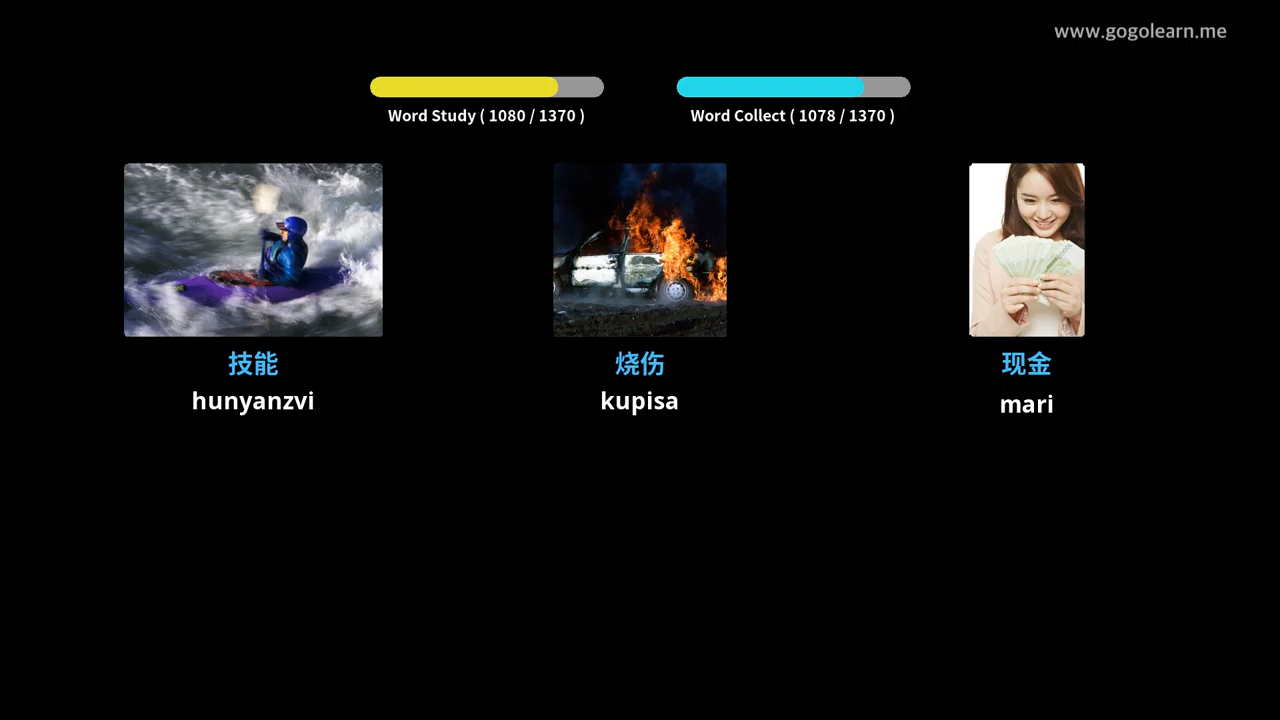 www.gogolearn.me
Word Study ( 1080 / 1370 )
Word Collect ( 1078 / 1370 )
技能
hunyanzvi
烧伤
kupisa
现金
mari